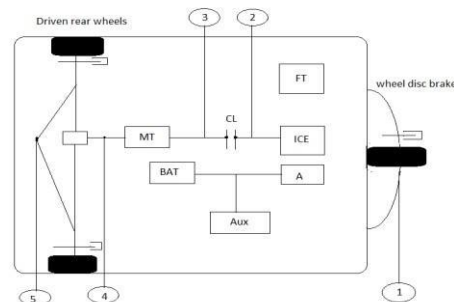 Driven rear wheels
3
2
FT
wheel disc brake
CL
MT
ICE
BAT
A
Aux
5
4
1